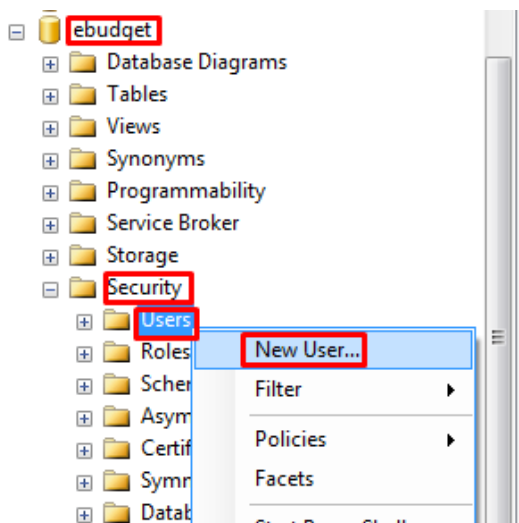 ebudget
Database Diagrams
Tables
Views
Synonyms
Programmability
Service Broker
Storage
Security
Users
New User...
Roles
Filter
Policies
Facets